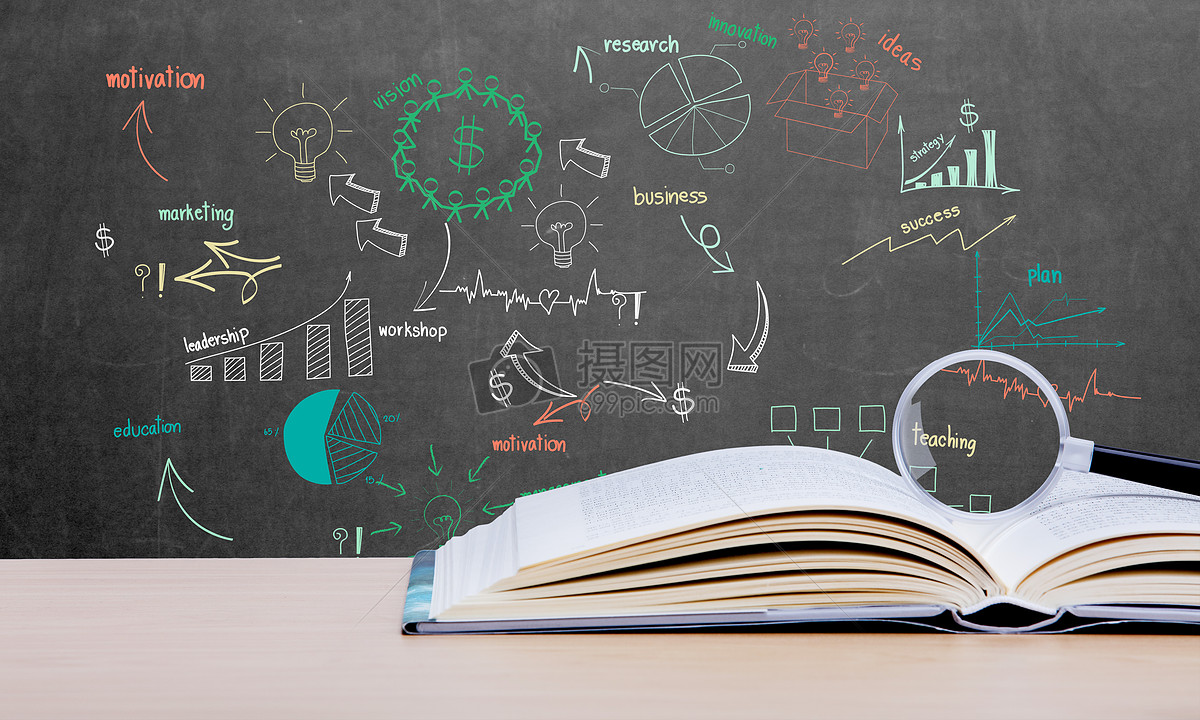 innovation
research
ideas
motivation
vision
$
$
strategy
business
marketing
success
$
?!
plan
?!
leadership
workshop
摄图网
699pic.com
$
$
20%
65%
education
motivation
teaching
15%
?!